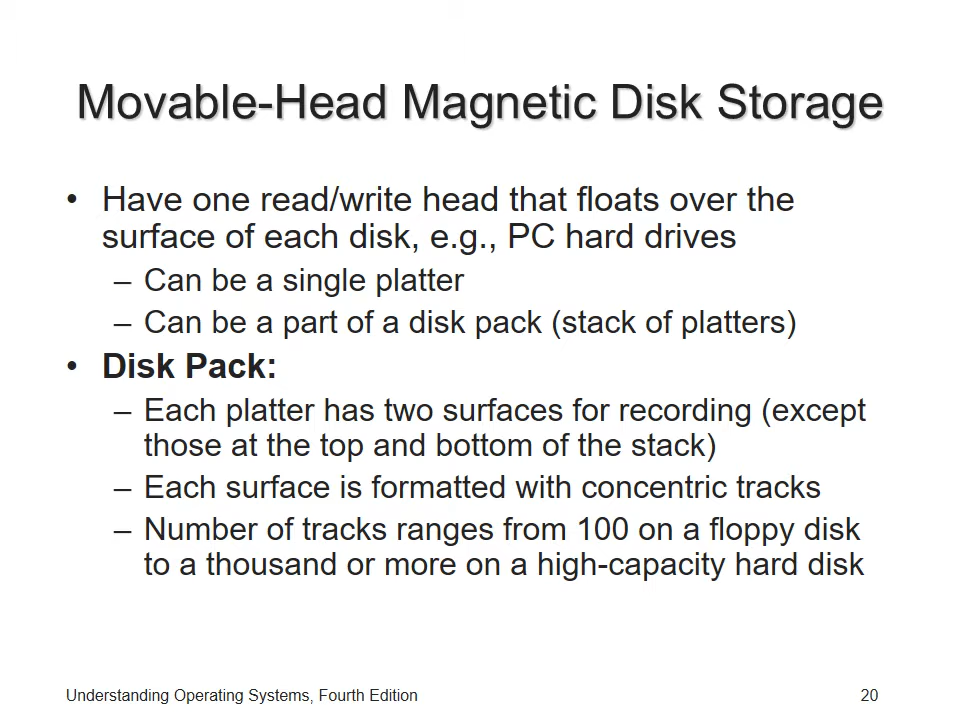 Movable-Head Magnetic Disk Storage
• Have one read/write head that floats over the
surface of each disk, e.g., PC hard drives
– Can be a single platter
– Can be a part of a disk pack (stack of platters)
• Disk Pack:
– Each platter has two surfaces for recording (except
those at the top and bottom of the stack)
– Each surface is formatted with concentric tracks
– Number of tracks ranges from 100 on a floppy disk
to a thousand or more on a high-capacity hard disk
Understanding Operating Systems, Fourth Edition 20